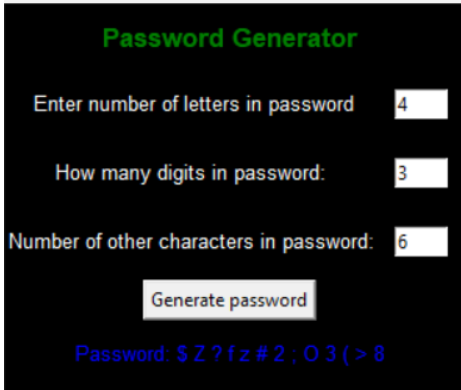 Password Generator
Enter number of letters in password 4
How many digits in password: 3
Number of other characters in password: 6
Generate password
Password: $ Z ? f z # 2 ; O 3 ( > 8